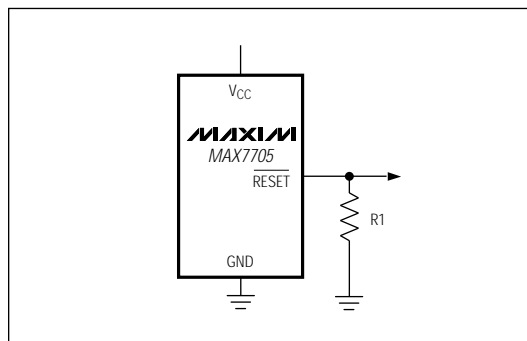 VCC
MAXIM
MAX7705
RESET
R1
GND